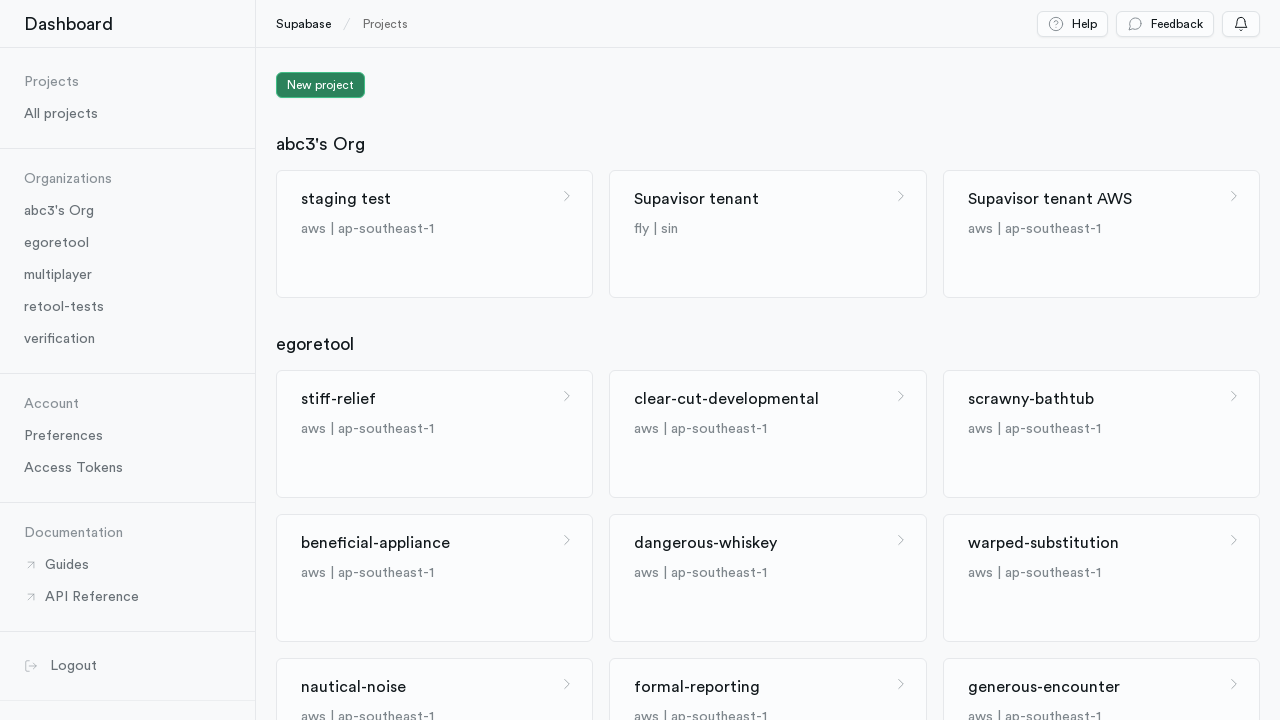 Dashboard
Supabase
Projects
Help
Feedback
Projects
All projects
Organizations
abc3's Org
egoretool
multiplayer
retool-tests
verification
Account
Preferences
Access Tokens
Documentation
Guides
API Reference
Logout
New project
abc3's Org
staging test
aws | ap-southeast-1
Supavisor tenant
fly | sin
Supavisor tenant AWS
aws | ap-southeast-1
egoretool
stiff-relief
aws | ap-southeast-1
clear-cut-developmental
aws | ap-southeast-1
scrawny-bathtub
aws | ap-southeast-1
beneficial-appliance
aws | ap-southeast-1
dangerous-whiskey
aws | ap-southeast-1
warped-substitution
aws | ap-southeast-1
nautical-noise
aws | ap-southeast-1
formal-reporting
aws | ap-southeast-1
generous-encounter
aws | ap-southeast-1